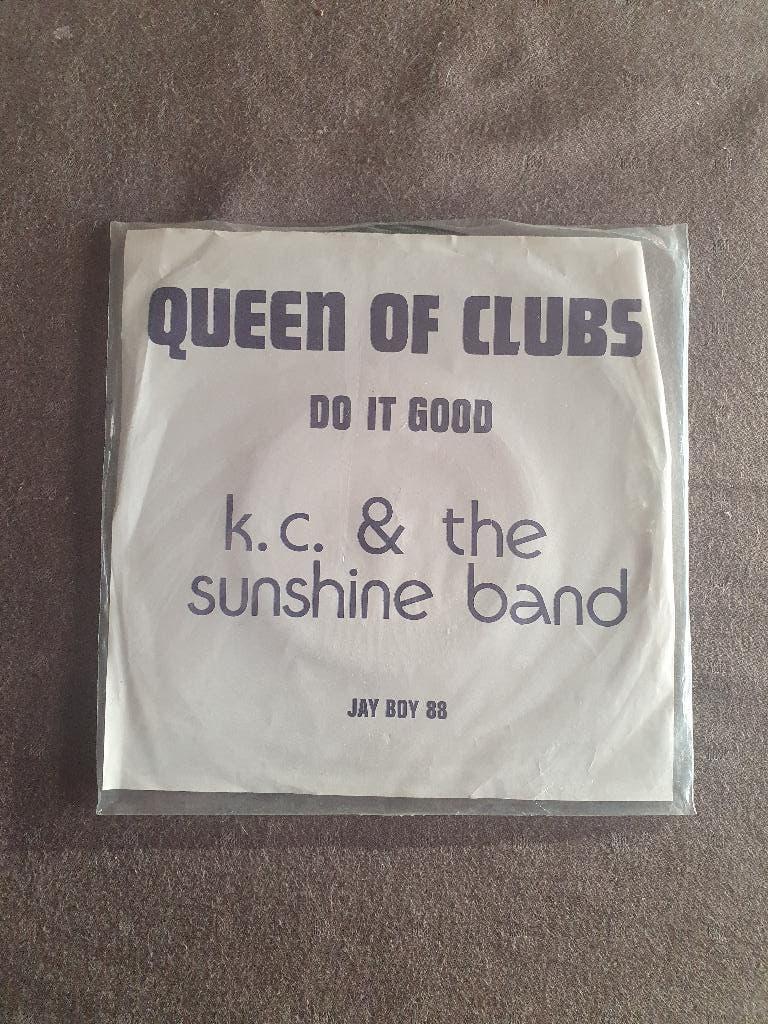 QUEEN OF CLUBS
DO IT GOOD
k.c. & the
sunshine band
JAY BOY 88